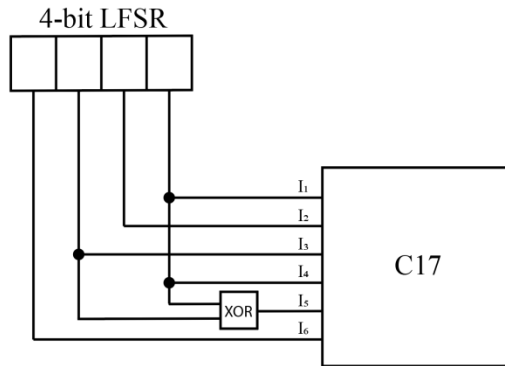 4-bit LFSR
I₁
I₂
I₃
C17
I₄
I₅
XOR
I₆